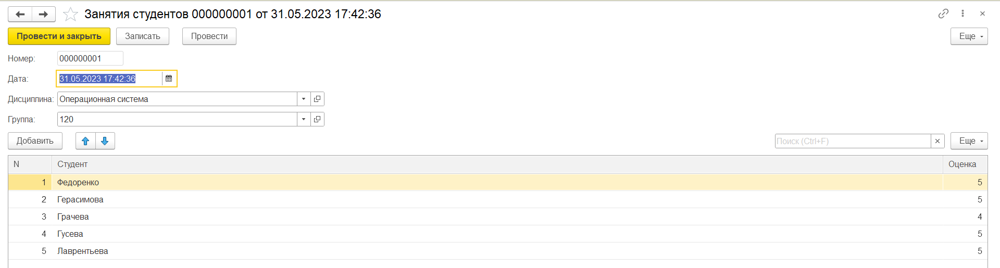 Занятия студентов 000000001 от 31.05.2023 17:42:36
Провести и закрыть Записать Провести Еще
Номер: 000000001
Дата: 31.05.2023 17:42:36
Дисциплина: Операционная система
Группа: 120
Добавить Поиск (Ctrl+F) Еще
N Студент Оценка
1 Федоренко 5
2 Герасимова 5
3 Грачева 4
4 Гусева 5
5 Лаврентьева 5